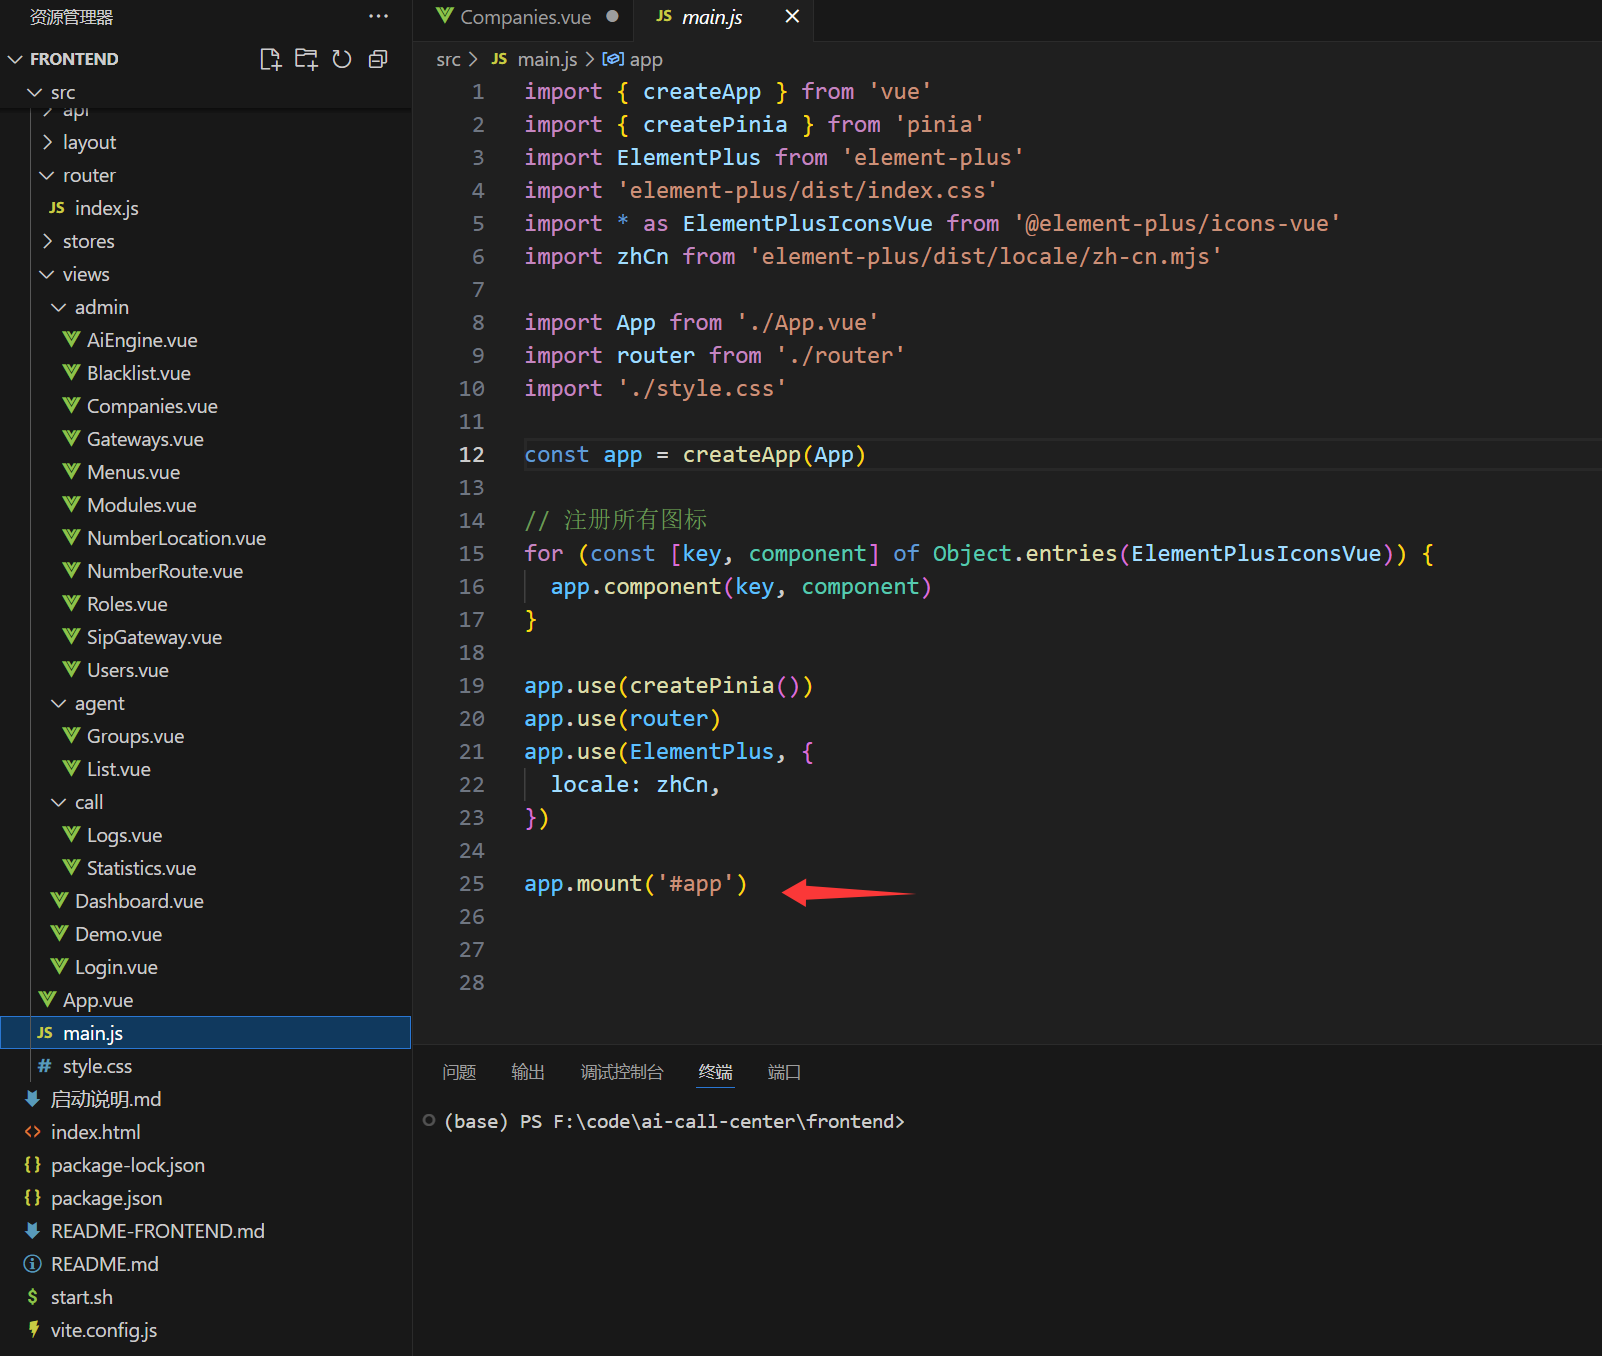 资源管理器
FRONTEND
src
api
layout
router
JS index.js
stores
views
admin
AiEngine.vue
Blacklist.vue
Companies.vue
Gateways.vue
Menus.vue
Modules.vue
NumberLocation.vue
NumberRoute.vue
Roles.vue
SipGateway.vue
Users.vue
agent
Groups.vue
List.vue
call
Logs.vue
Statistics.vue
Dashboard.vue
Demo.vue
Login.vue
App.vue
JS main.js
# style.css
启动说明.md
<> index.html
{} package-lock.json
{} package.json
README-FRONTEND.md
README.md
$ start.sh
vite.config.js
Companies.vue
JS main.js
src > JS main.js > app
1 import { createApp } from 'vue'
2 import { createPinia } from 'pinia'
3 import ElementPlus from 'element-plus'
4 import 'element-plus/dist/index.css'
5 import * as ElementPlusIconsVue from '@element-plus/icons-vue'
6 import zhCn from 'element-plus/dist/locale/zh-cn.mjs'
7
8 import App from './App.vue'
9 import router from './router'
10 import './style.css'
11
12 const app = createApp(App)
13
14 // 注册所有图标
15 for (const [key, component] of Object.entries(ElementPlusIconsVue)) {
16 app.component(key, component)
17 }
18
19 app.use(createPinia())
20 app.use(router)
21 app.use(ElementPlus, {
22 locale: zhCn,
23 })
24
25 app.mount('#app')
26
27
28
问题 输出 调试控制台 终端 端口
(base) PS F:\code\ai-call-center\frontend>